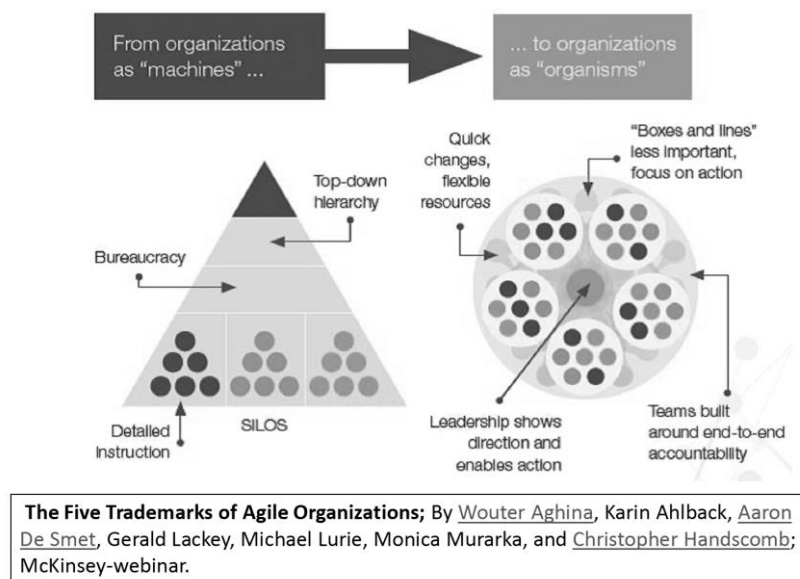 From organizations
as “machines” ...
... to organizations
as “organisms”
Top-down
hierarchy
Bureaucracy
Detailed
instruction
SILOS
Quick
changes,
flexible
resources
“Boxes and lines”
less important,
focus on action
Leadership shows
direction and
enables action
Teams built
around end-to-end
accountability
The Five Trademarks of Agile Organizations; By Wouter Aghina, Karin Ahlback, Aaron
De Smet, Gerald Lackey, Michael Lurie, Monica Murarka, and Christopher Handscomb;
McKinsey-webinar.